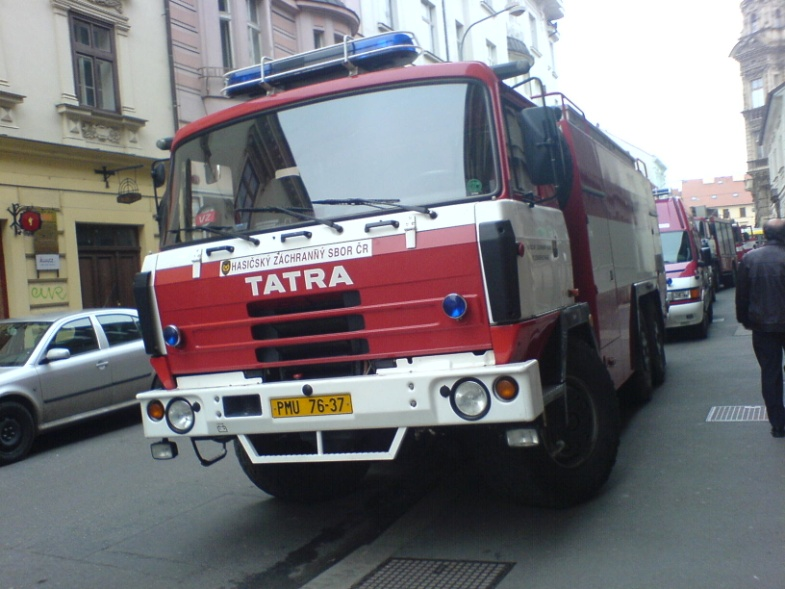 HASIČSKÝ ZÁCHRANNÝ SBOR ČR
TATRA
PMU 76-37